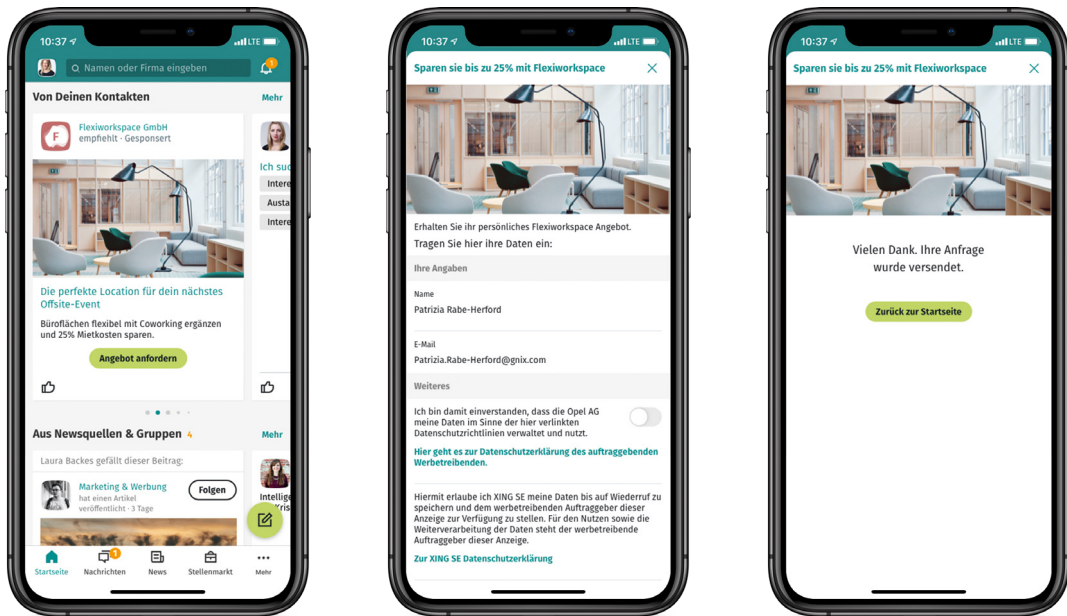 10:37
LTE
Namen oder Firma eingeben
1
Von Deinen Kontakten
Mehr
F
Flexiworkspace GmbH
empfiehlt · Gesponsert
Die perfekte Location für dein nächstes
Offsite-Event
Büroflächen flexibel mit Coworking ergänzen
und 25% Mietkosten sparen.
Angebot anfordern
Ich suc
Intere
Austa
Intere
Aus Newsquellen & Gruppen 4
Mehr
Laura Backes gefällt dieser Beitrag:
Marketing & Werbung
hat einen Artikel
veröffentlicht · 3 Tage
Folgen
Intellige
Startseite
Nachrichten
1
News
Stellenmarkt
Mehr
10:37
LTE
Sparen sie bis zu 25% mit Flexiworkspace
Erhalten Sie ihr persönliches Flexiworkspace Angebot.
Tragen Sie hier ihre Daten ein:
Ihre Angaben
Name
Patrizia Rabe-Herford
E-Mail
Patrizia.Rabe-Herford@gnix.com
Weiteres
Ich bin damit einverstanden, dass die Opel AG
meine Daten im Sinne der hier verlinkten
Datenschutzrichtlinien verwaltet und nutzt.
Hier geht es zur Datenschutzerklärung des auftraggebenden
Werbetreibenden.
Hiermit erlaube ich XING SE meine Daten bis auf Wiederruf zu
speichern und dem werbetreibenden Auftraggeber dieser
Anzeige zur Verfügung zu stellen. Für den Nutzen sowie die
Weiterverarbeitung der Daten steht der werbetreibende
Auftraggeber dieser Anzeige.
Zur XING SE Datenschutzerklärung
10:37
LTE
Sparen sie bis zu 25% mit Flexiworkspace
Vielen Dank. Ihre Anfrage
wurde versendet.
Zurück zur Startseite